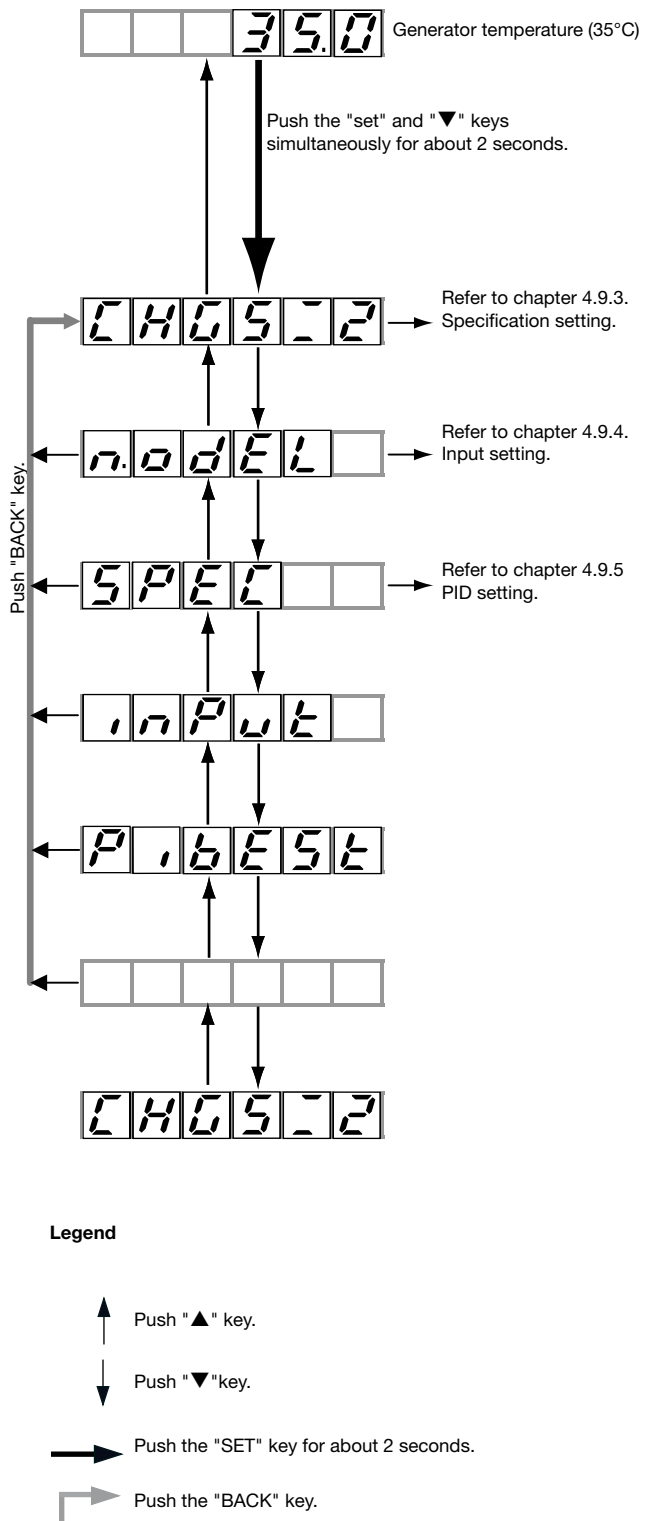 35.0 Generator temperature (35°C)
Push the "set" and "▼" keys
simultaneously for about 2 seconds.
CHGS_2
Refer to chapter 4.9.3.
Specification setting.
n.odEL
Refer to chapter 4.9.4.
Input setting.
SPEC
Refer to chapter 4.9.5
PID setting.
Push "BACK" key.
inPut
PibESt
CHGS_2
Legend
Push "▲" key.
Push "▼"key.
Push the "SET" key for about 2 seconds.
Push the "BACK" key.